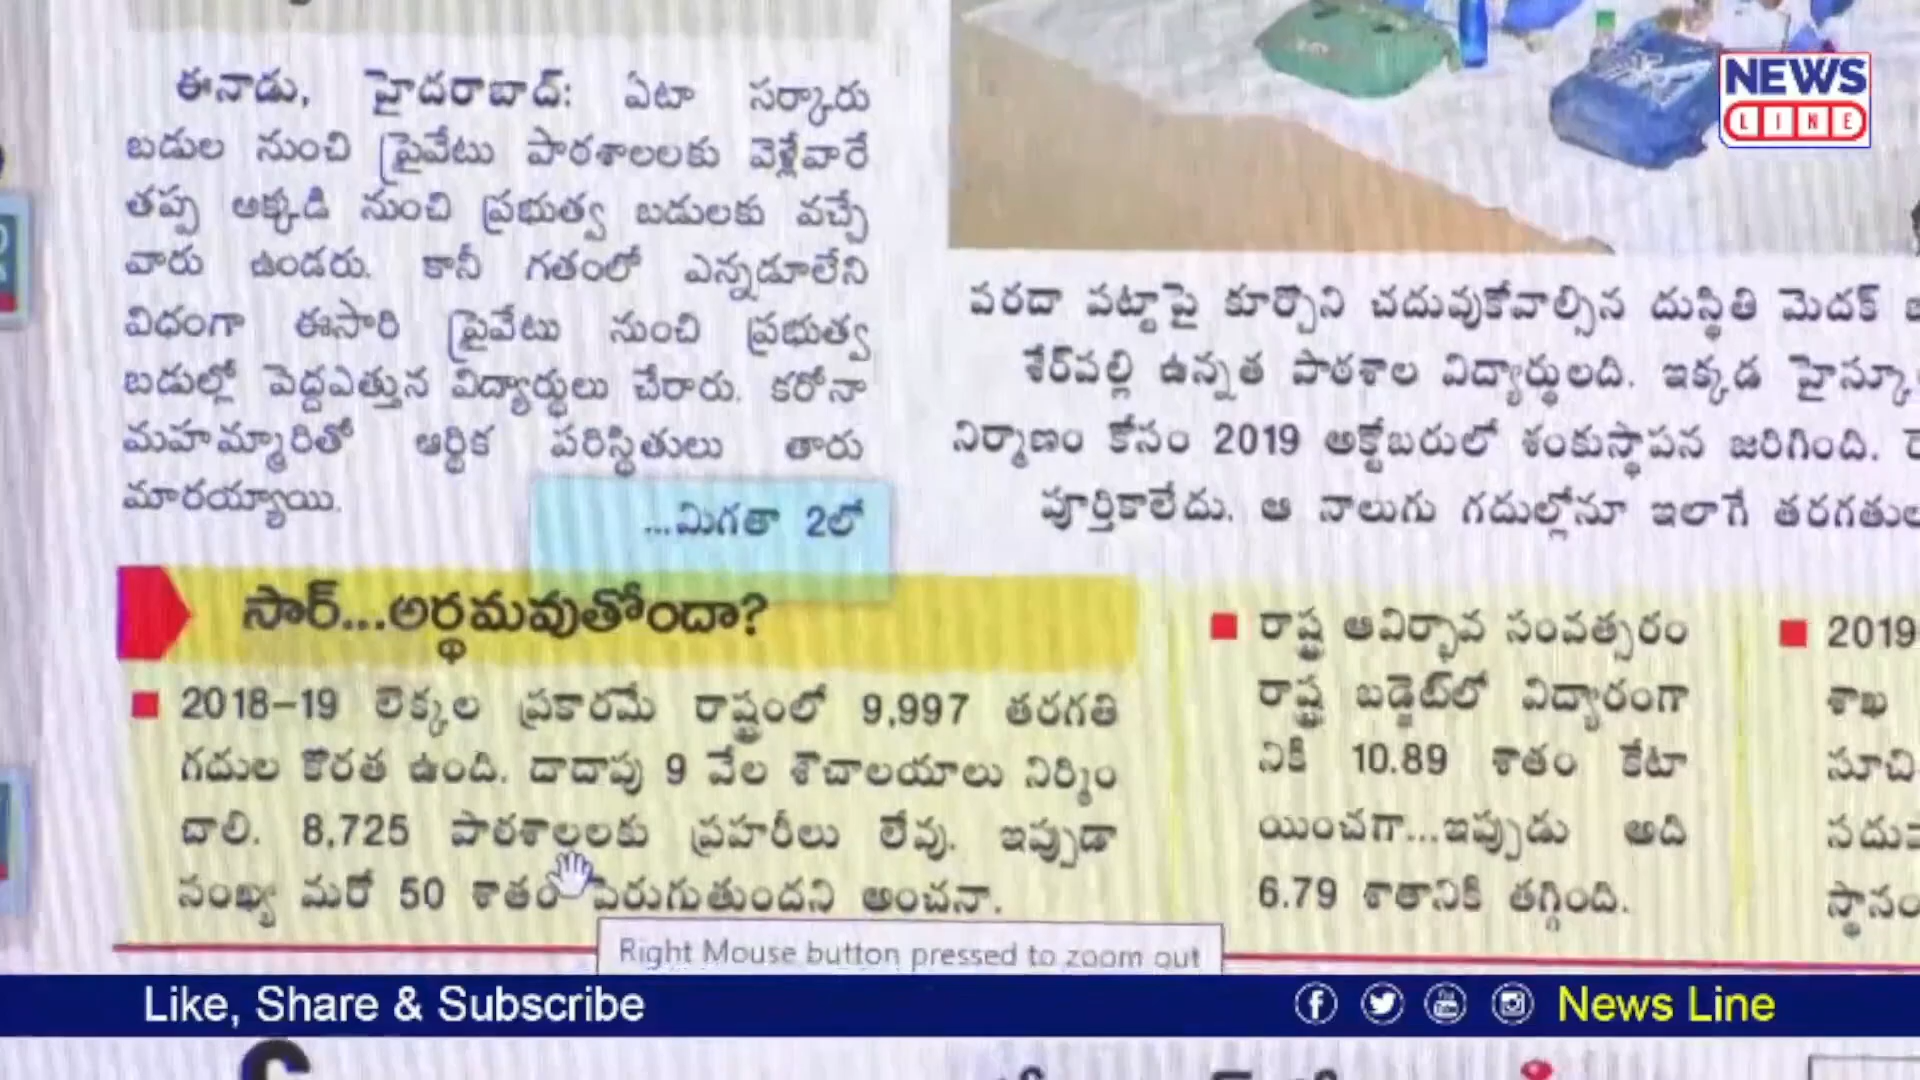 ఈనాడు, హైదరాబాద్: ఏటా సర్కారు
బడుల నుంచి ప్రైవేటు పాఠశాలలకు వెళ్లేవారే
తప్ప అక్కడి నుంచి ప్రభుత్వ బడులకు వచ్చే
వారు ఉండరు. కానీ గతంలో ఎన్నడూలేని
విధంగా ఈసారి ప్రైవేటు నుంచి ప్రభుత్వ
బడుల్లో పెద్దఎత్తున విద్యార్థులు చేరారు. కరోనా
మహమ్మారితో ఆర్థిక పరిస్థితులు తారు
మారయ్యాయి.
...మిగతా 2లో
పరదా పట్టాపై కూర్చొని చదువుకోవాల్సిన దుస్థితి మెదక్
శేర్‌పల్లి ఉన్నత పాఠశాల విద్యార్థులది. ఇక్కడ హైస్కూ
నిర్మాణం కోసం 2019 అక్టోబరులో శంకుస్థాపన జరిగింది.
పూర్తికాలేదు. ఆ నాలుగు గదుల్లోనూ ఇలాగే తరగతుల
సార్...అర్థమవుతోందా?
2018-19 లెక్కల ప్రకారమే రాష్ట్రంలో 9,997 తరగతి
గదుల కొరత ఉంది. దాదాపు 9 వేల శౌచాలయాలు నిర్మిం
చాలి. 8,725 పాఠశాలలకు ప్రహరీలు లేవు. ఇప్పుడా
సంఖ్య మరో 50 శాతం పెరుగుతుందని అంచనా.
రాష్ట్ర ఆవిర్భావ సంవత్సరం
రాష్ట్ర బడ్జెట్‌లో విద్యారంగా
నికి 10.89 శాతం కేటా
యించగా...ఇప్పుడు అది
6.79 శాతానికి తగ్గింది.
2019
శాఖ
సూచి
స్థానం
Right Mouse button pressed to zoom out
NEWS
LINE
Like, Share & Subscribe
News Line